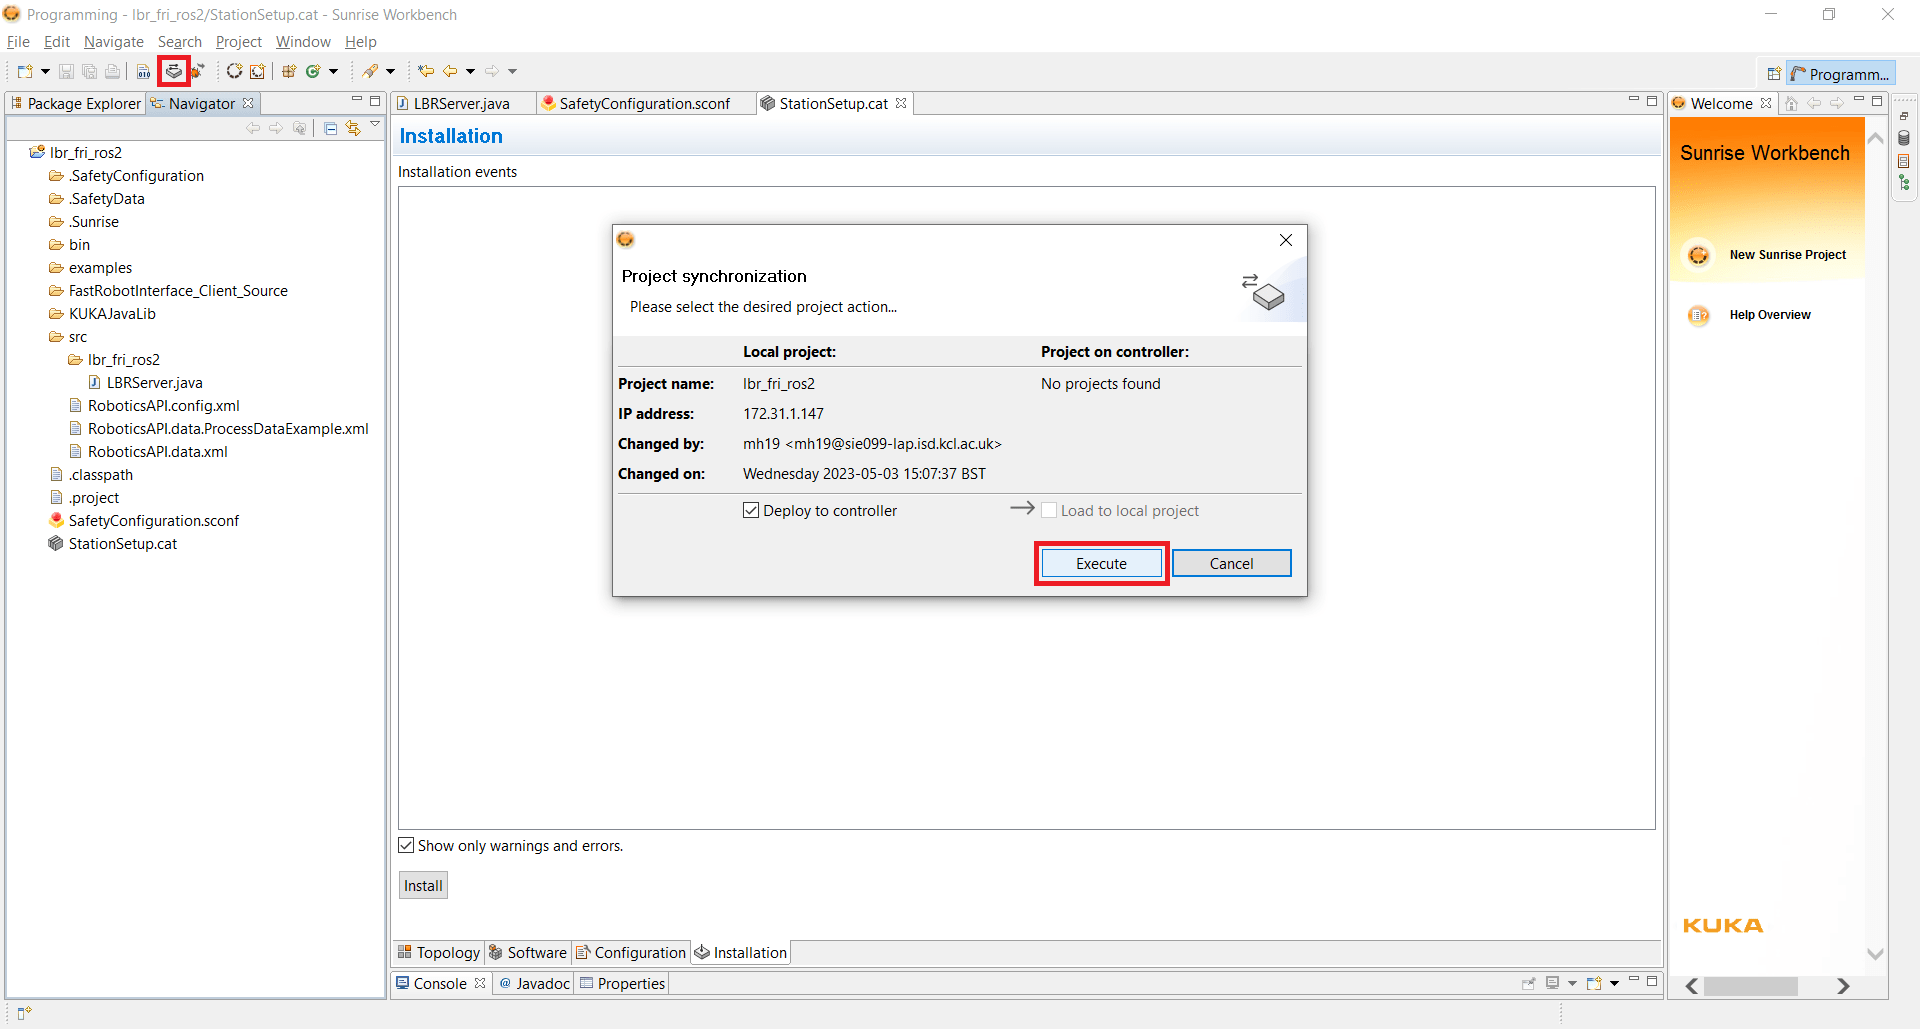 Programming - lbr_fri_ros2/StationSetup.cat - Sunrise Workbench
File Edit Navigate Search Project Window Help
Programm...
Package Explorer
Navigator
LBRServer.java
SafetyConfiguration.sconf
StationSetup.cat
Welcome
lbr_fri_ros2
.SafetyConfiguration
.SafetyData
.Sunrise
bin
examples
FastRobotInterface_Client_Source
KUKAJavaLib
src
lbr_fri_ros2
LBRServer.java
RoboticsAPI.config.xml
RoboticsAPI.data.ProcessDataExample.xml
RoboticsAPI.data.xml
.classpath
.project
SafetyConfiguration.sconf
StationSetup.cat
Installation
Installation events
Project synchronization
Please select the desired project action...
Local project: Project on controller:
Project name: lbr_fri_ros2 No projects found
IP address: 172.31.1.147
Changed by: mh19 <mh19@sie099-lap.isd.kcl.ac.uk>
Changed on: Wednesday 2023-05-03 15:07:37 BST
Deploy to controller Load to local project
Execute Cancel
Show only warnings and errors.
Install
Topology Software Configuration Installation
Console Javadoc Properties
Sunrise Workbench
New Sunrise Project
Help Overview
KUKA